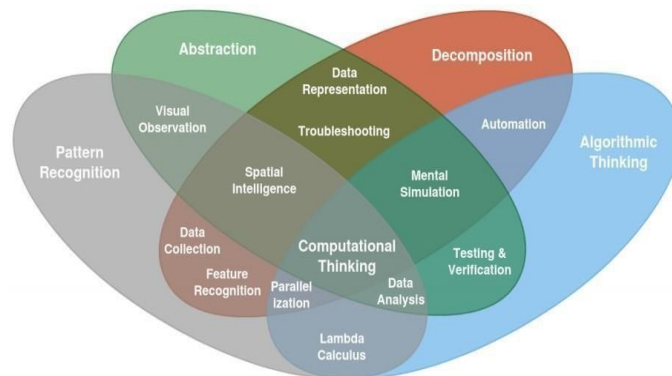 Abstraction
Decomposition
Data
Representation
Visual
Observation
Troubleshooting
Automation
Pattern
Recognition
Algorithmic
Thinking
Spatial
Intelligence
Mental
Simulation
Data
Collection
Computational
Thinking
Testing &
Verification
Feature
Recognition
Parallel
ization
Data
Analysis
Lambda
Calculus